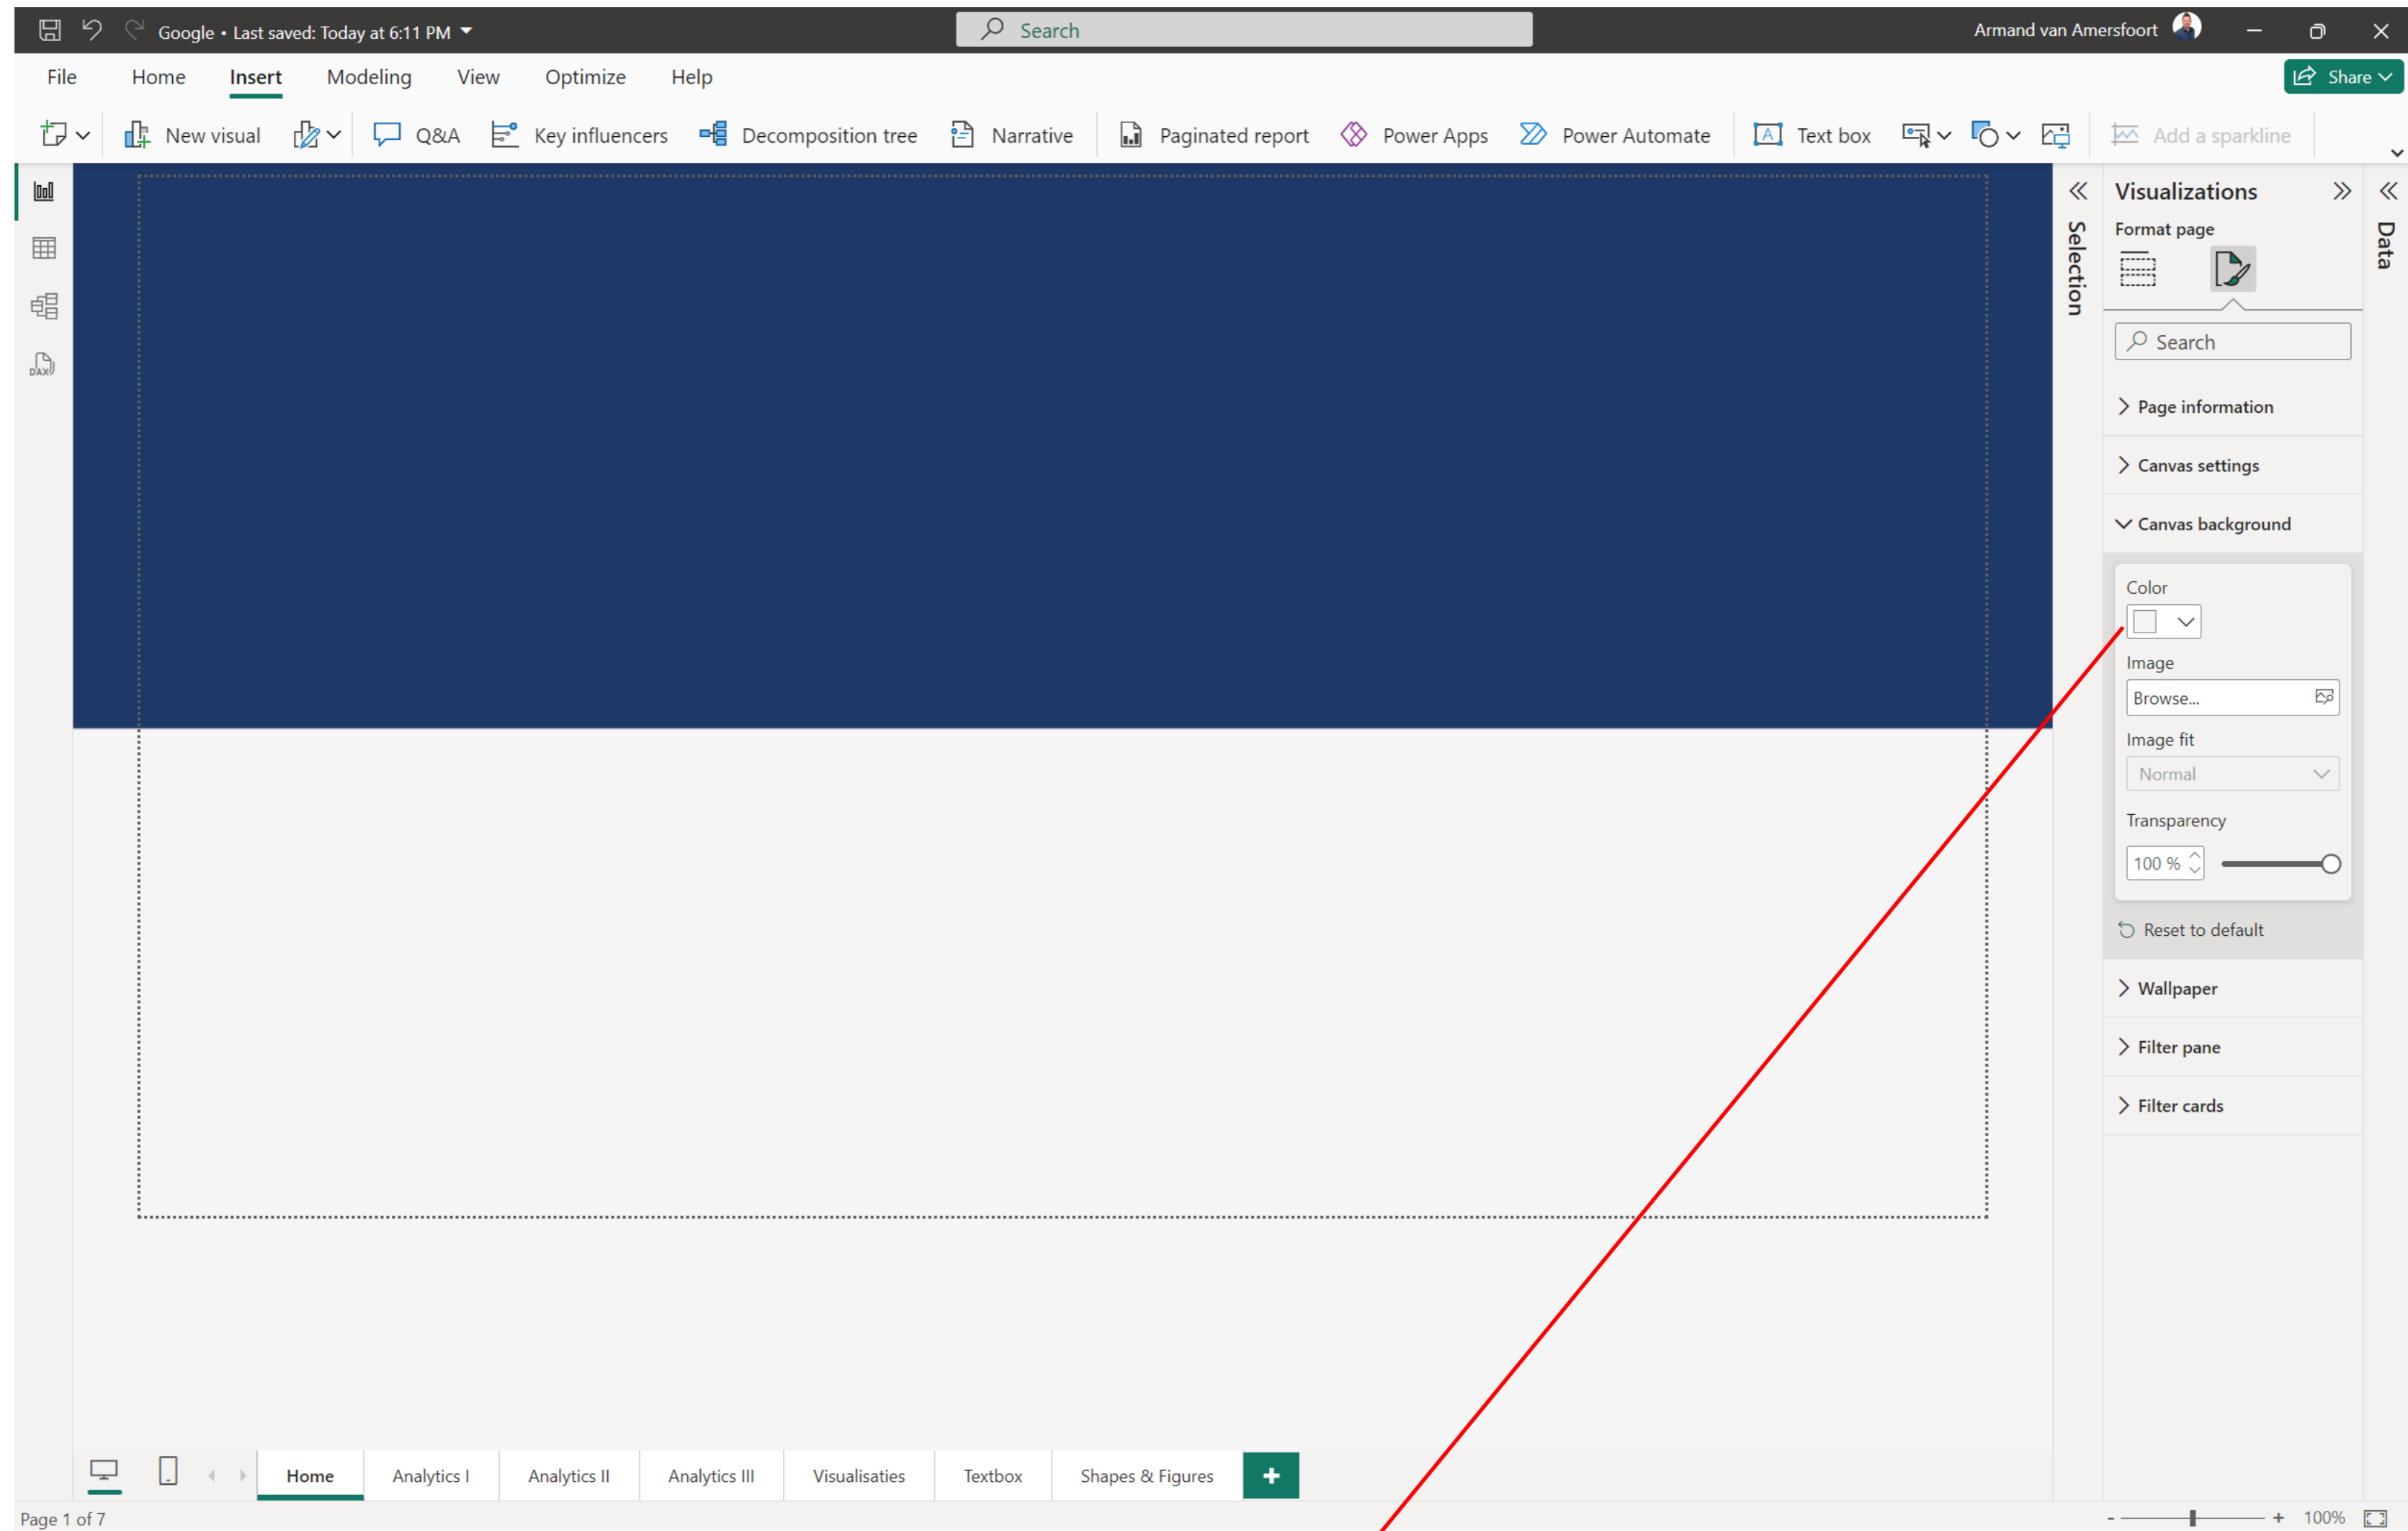 Google • Last saved: Today at 6:11 PM
Search
Armand van Amersfoort
File Home Insert Modeling View Optimize Help
Share
New visual Q&A Key influencers Decomposition tree Narrative Paginated report Power Apps Power Automate Text box Add a sparkline
DAX
Selection
Visualizations
Data
Format page
Search
Page information
Canvas settings
Canvas background
Color
Image
Browse...
Image fit
Normal
Transparency
100 %
Reset to default
Wallpaper
Filter pane
Filter cards
Home Analytics I Analytics II Analytics III Visualisaties Textbox Shapes & Figures +
Page 1 of 7
- + 100%